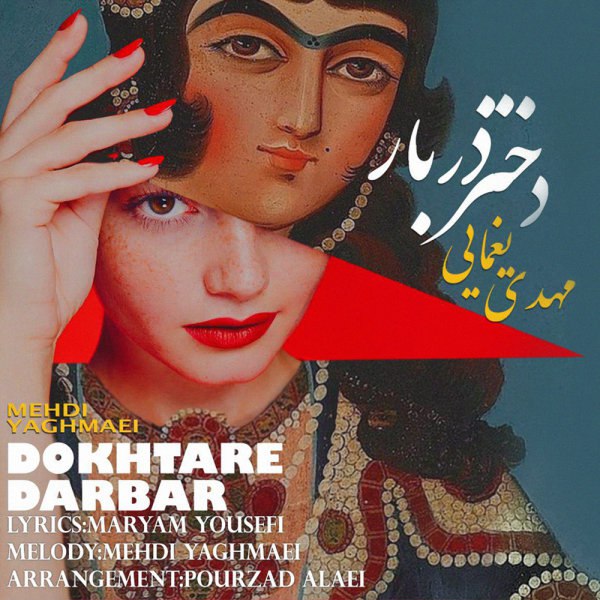 دختر دربار
مهدی یغمایی
MEHDI
YAGHMAEI
DOKHTARE
DARBAR
LYRICS:MARYAM YOUSEFI
MELODY:MEHDI YAGHMAEI
ARRANGEMENT:POURZAD ALAEI